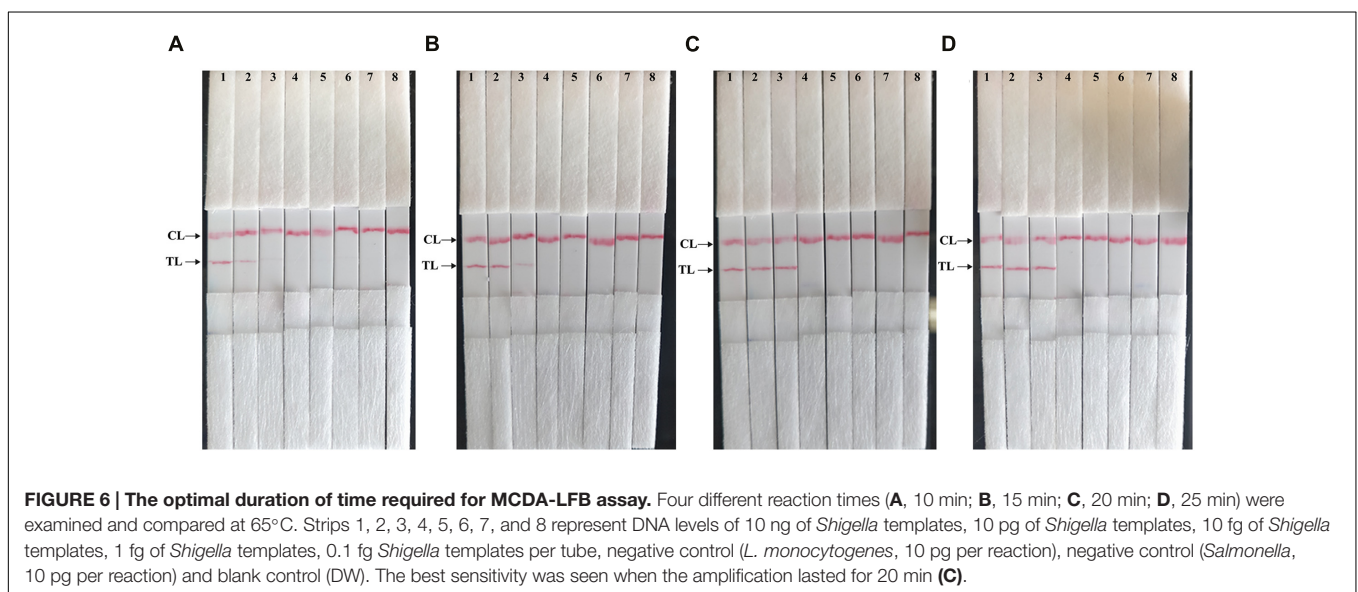 A B C D
1 2 3 4 5 6 7 8 1 2 3 4 5 6 7 8 1 2 3 4 5 6 7 8 1 2 3 4 5 6 7 8
CL→ CL→ CL→ CL→
TL→ TL→ TL→ TL→
FIGURE 6 | The optimal duration of time required for MCDA-LFB assay. Four different reaction times (A, 10 min; B, 15 min; C, 20 min; D, 25 min) were
examined and compared at 65°C. Strips 1, 2, 3, 4, 5, 6, 7, and 8 represent DNA levels of 10 ng of Shigella templates, 10 pg of Shigella templates, 10 fg of Shigella
templates, 1 fg of Shigella templates, 0.1 fg Shigella templates per tube, negative control (L. monocytogenes, 10 pg per reaction), negative control (Salmonella,
10 pg per reaction) and blank control (DW). The best sensitivity was seen when the amplification lasted for 20 min (C).